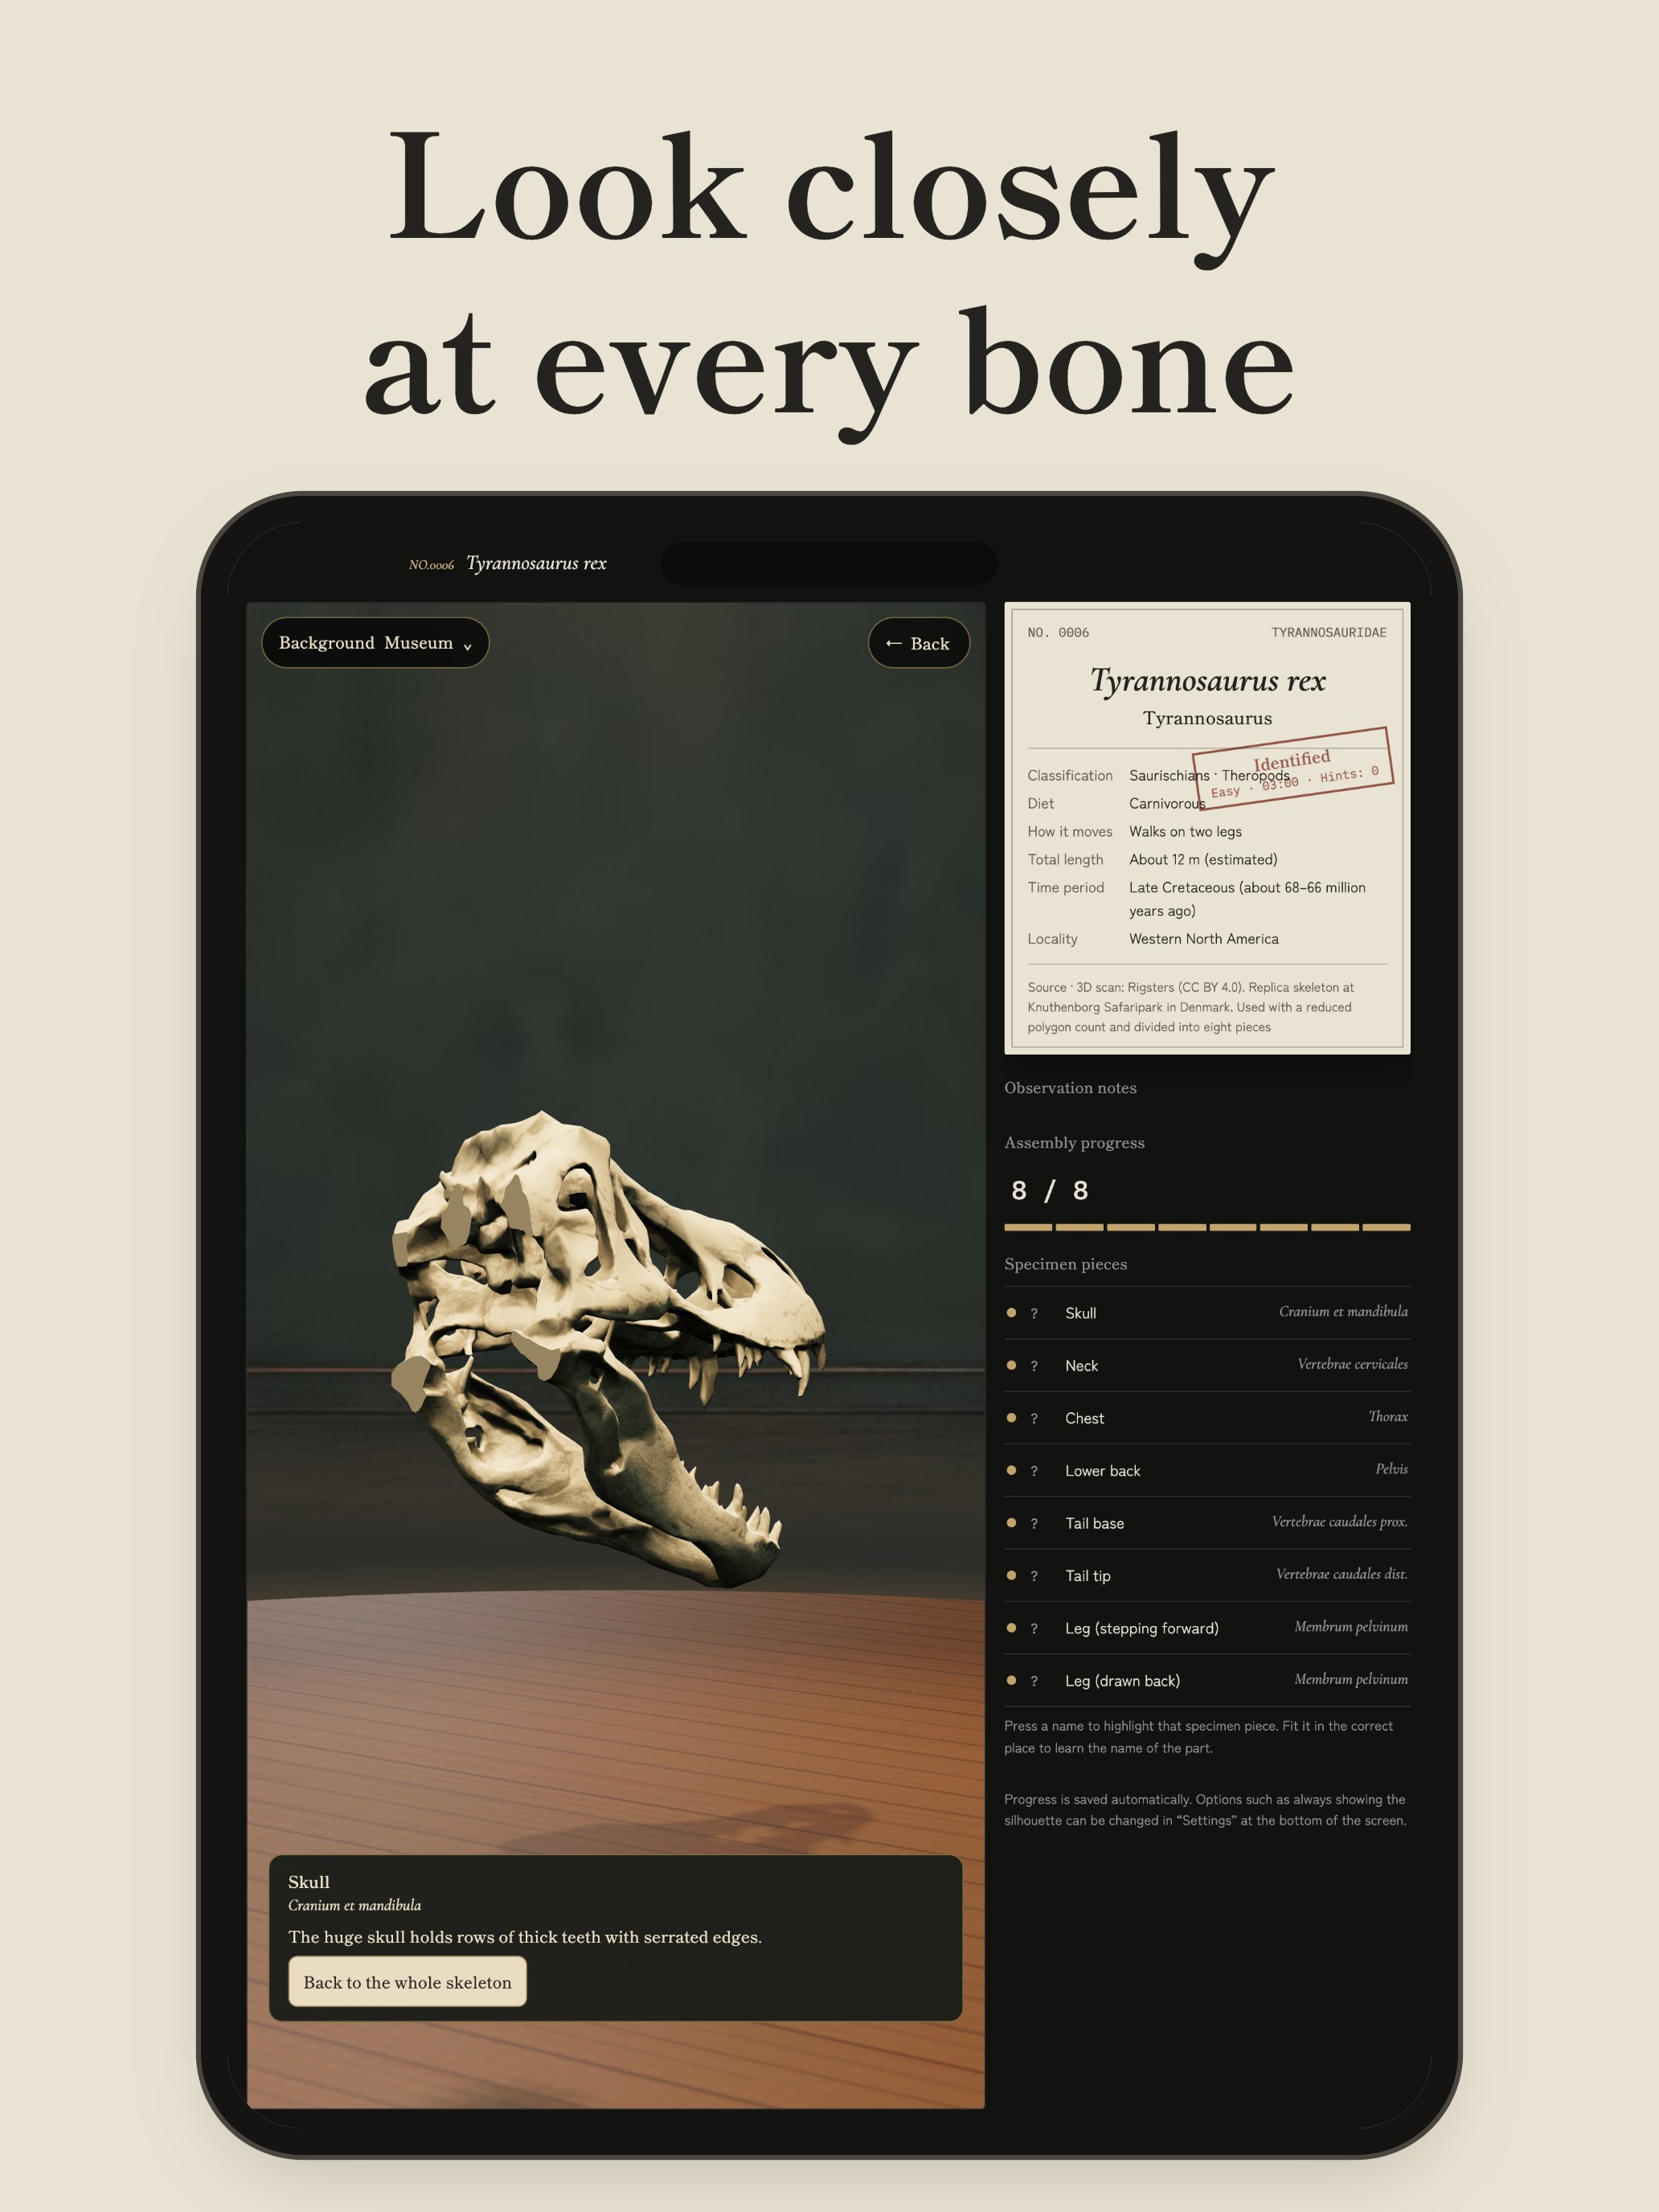 Look closely
at every bone
NO.0006 Tyrannosaurus rex
Background Museum
← Back
NO. 0006 TYRANNOSAURIDAE
Tyrannosaurus rex
Tyrannosaurus
Identified
Easy · 03:00 · Hints: 0
Classification Saurischians · Theropods
Diet Carnivorous
How it moves Walks on two legs
Total length About 12 m (estimated)
Time period Late Cretaceous (about 68–66 million
years ago)
Locality Western North America
Source · 3D scan: Rigsters (CC BY 4.0). Replica skeleton at
Knuthenborg Safaripark in Denmark. Used with a reduced
polygon count and divided into eight pieces
Observation notes
Assembly progress
8 / 8
Specimen pieces
? Skull Cranium et mandibula
? Neck Vertebrae cervicales
? Chest Thorax
? Lower back Pelvis
? Tail base Vertebrae caudales prox.
? Tail tip Vertebrae caudales dist.
? Leg (stepping forward) Membrum pelvinum
? Leg (drawn back) Membrum pelvinum
Press a name to highlight that specimen piece. Fit it in the correct
place to learn the name of the part.
Progress is saved automatically. Options such as always showing the
silhouette can be changed in “Settings” at the bottom of the screen.
Skull
Cranium et mandibula
The huge skull holds rows of thick teeth with serrated edges.
Back to the whole skeleton